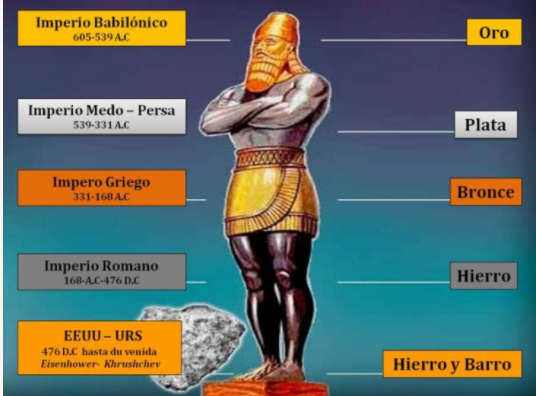 Imperio Babilónico
605-539 A.C
Oro
Imperio Medo – Persa
539-331 A.C
Plata
Impero Griego
331-168 A.C
Bronce
Imperio Romano
168-A.C-476 D.C
Hierro
EEUU – URS
476 D.C hasta du venida
Eisenhower- Khrushchev
Hierro y Barro